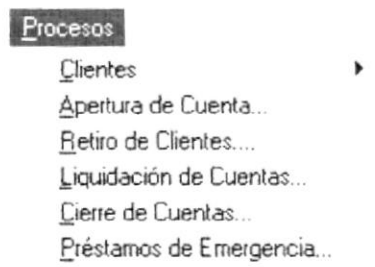 Procesos
Clientes
Apertura de Cuenta...
Retiro de Clientes....
Liquidación de Cuentas...
Cierre de Cuentas...
Préstamos de Emergencia...